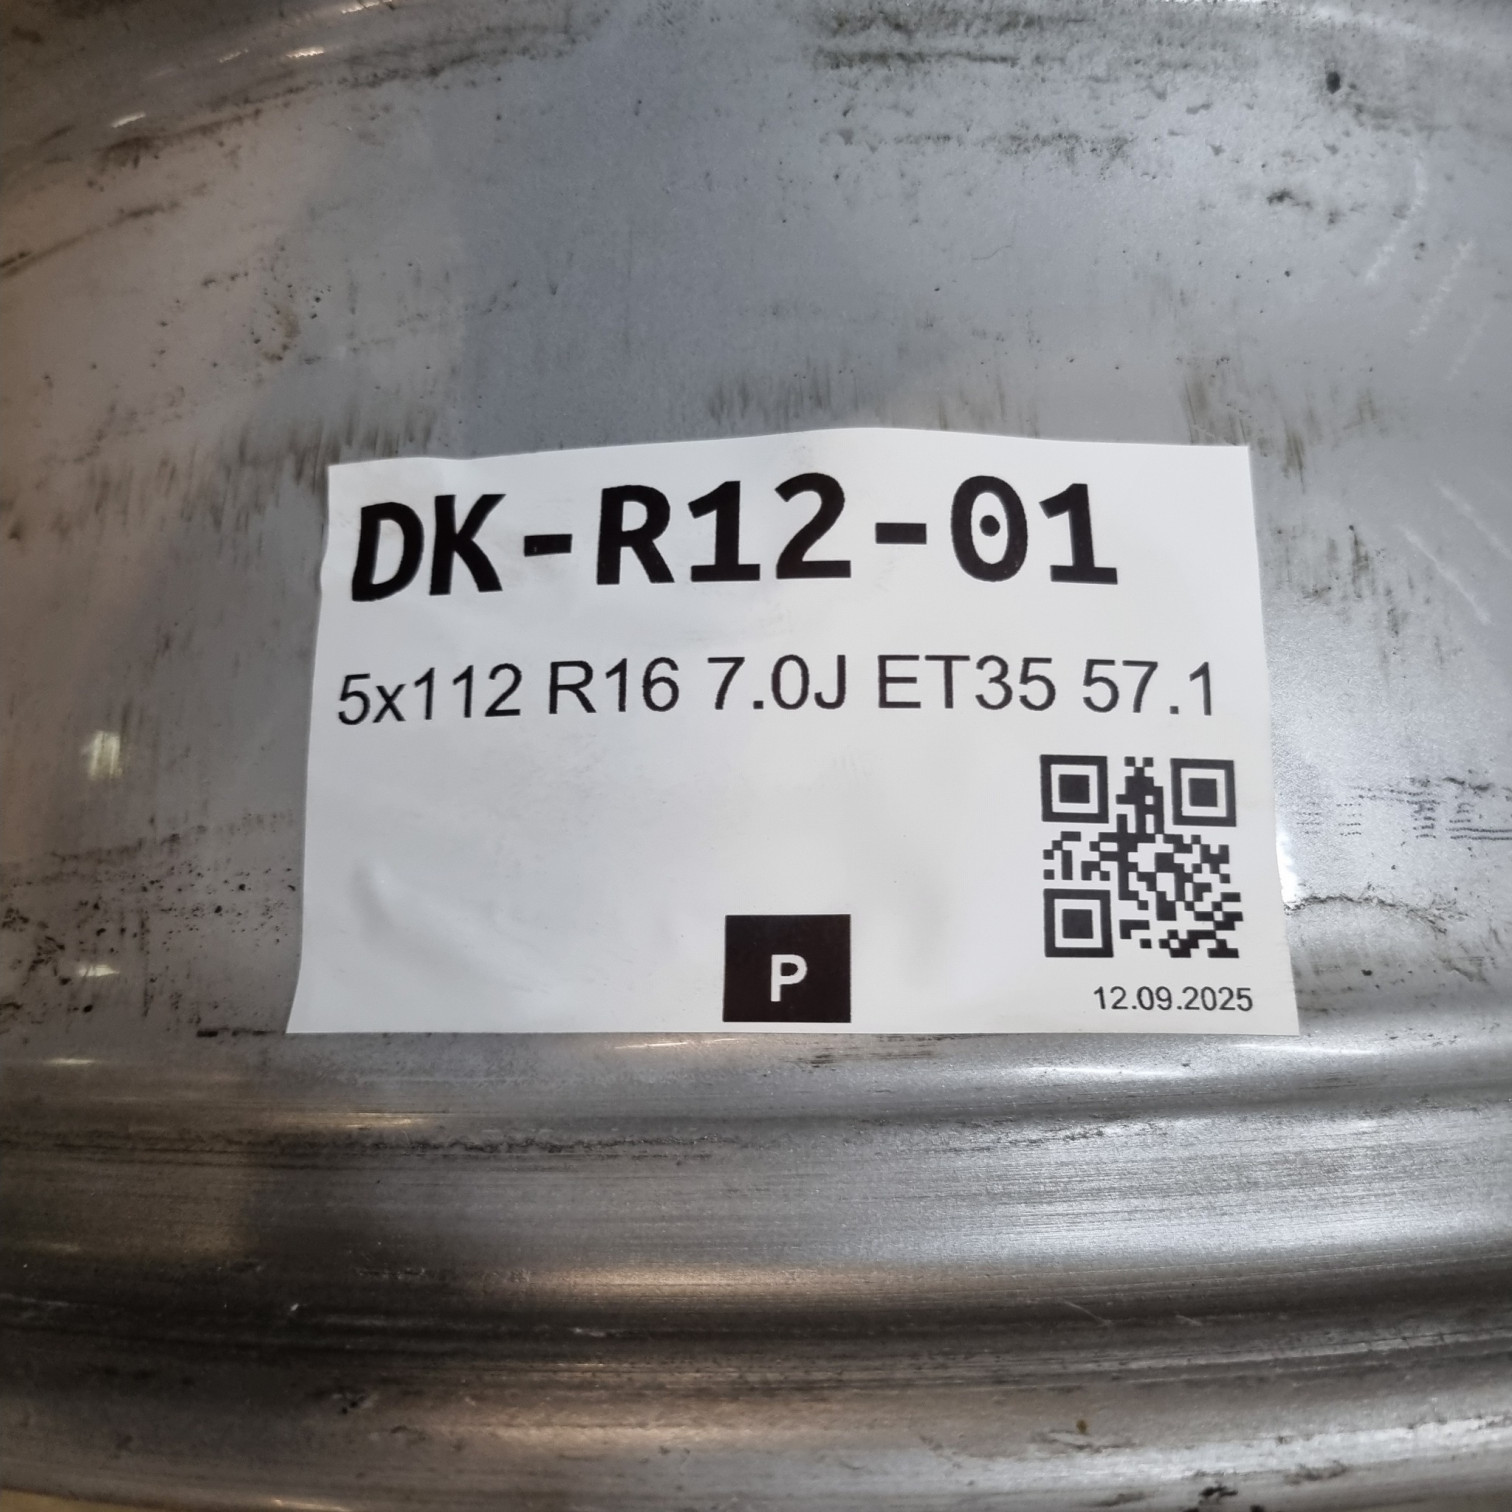 DK-R12-01
5x112 R16 7.0J ET35 57.1
P
12.09.2025